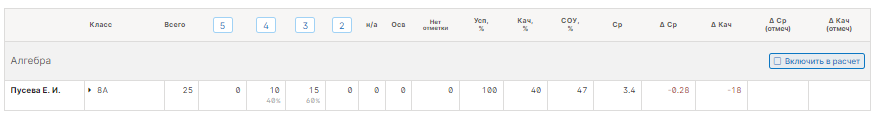 Класс Всего 5 4 3 2 н/а Осв Нет отметки Усп, % Кач, % СОУ, % Ср Δ Ср Δ Кач Δ Ср (отмеч) Δ Кач (отмеч)
Алгебра Включить в расчет
Пусева Е. И. 8А 25 0 10 15 0 0 0 0 100 40 47 3.4 -0.28 -18
40% 60%